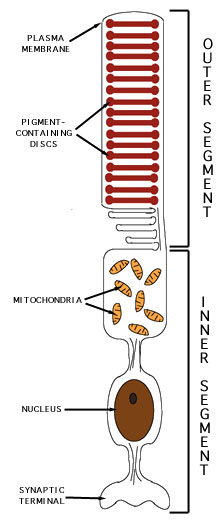 PLASMA
MEMBRANE
PIGMENT-
CONTAINING
DISCS
OUTER SEGMENT
MITOCHONDRIA
NUCLEUS
INNER SEGMENT
SYNAPTIC
TERMINAL